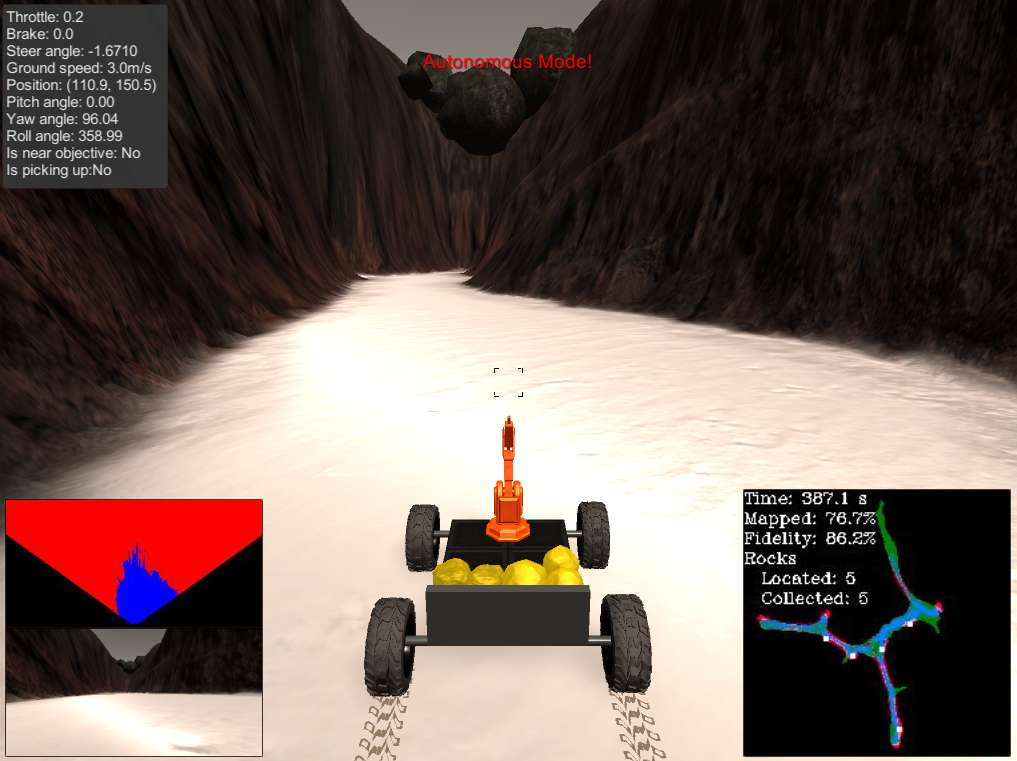 Throttle: 0.2
Brake: 0.0
Steer angle: -1.6710
Ground speed: 3.0m/s
Position: (110.9, 150.5)
Pitch angle: 0.00
Yaw angle: 96.04
Roll angle: 358.99
Is near objective: No
Is picking up:No
Autonomous Mode!
Time: 387.1 s
Mapped: 76.7%
Fidelity: 86.2%
Rocks
Located: 5
Collected: 5